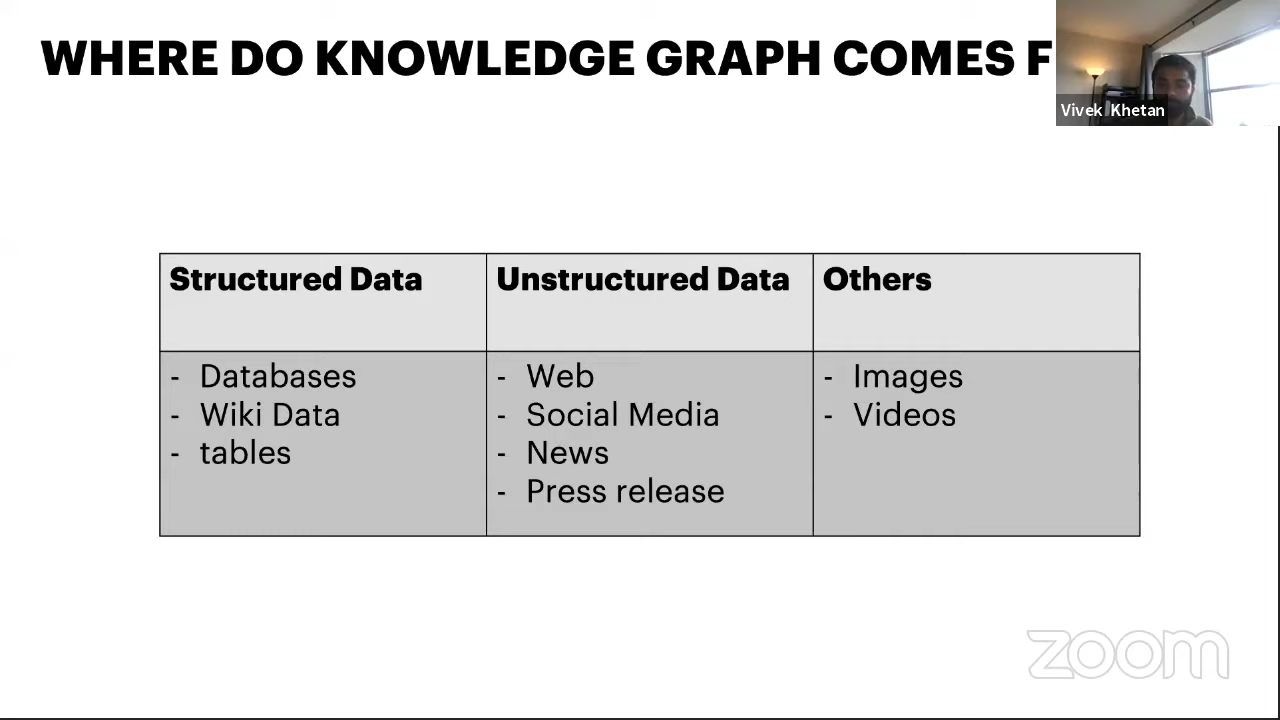 WHERE DO KNOWLEDGE GRAPH COMES F
Vivek Khetan
Structured Data
Unstructured Data
Others
- Databases
- Wiki Data
- tables
- Web
- Social Media
- News
- Press release
- Images
- Videos
zoom